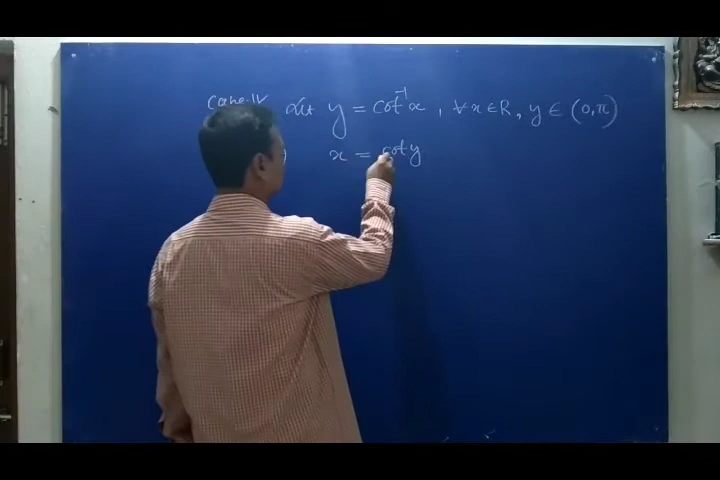 Case-IV Let y = cot⁻¹x , ∀ x ∈ R, y ∈ (0,π)
x = cot y